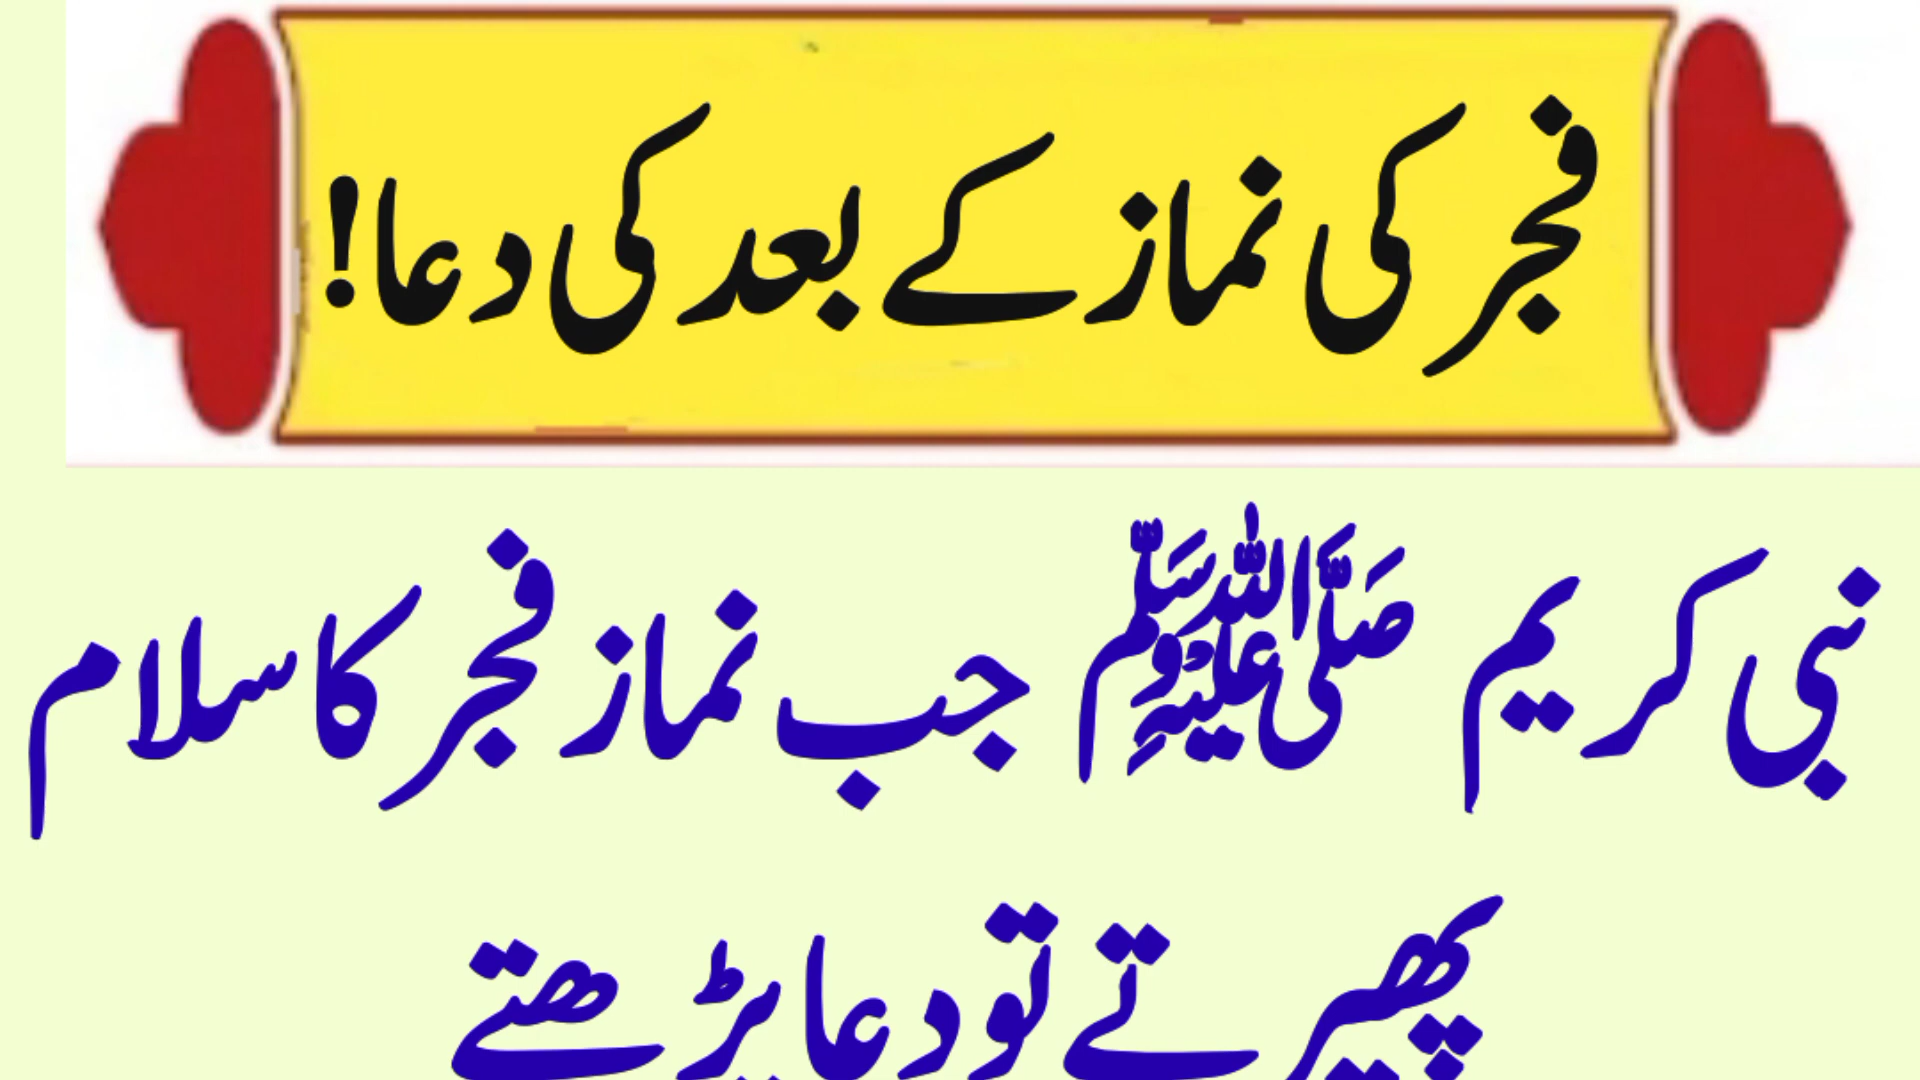 فجر کی نماز کے بعد کی دعا!
نبی کریم ﷺ جب نماز فجر کا سلام
پھیرتے تو دعا پڑھتے